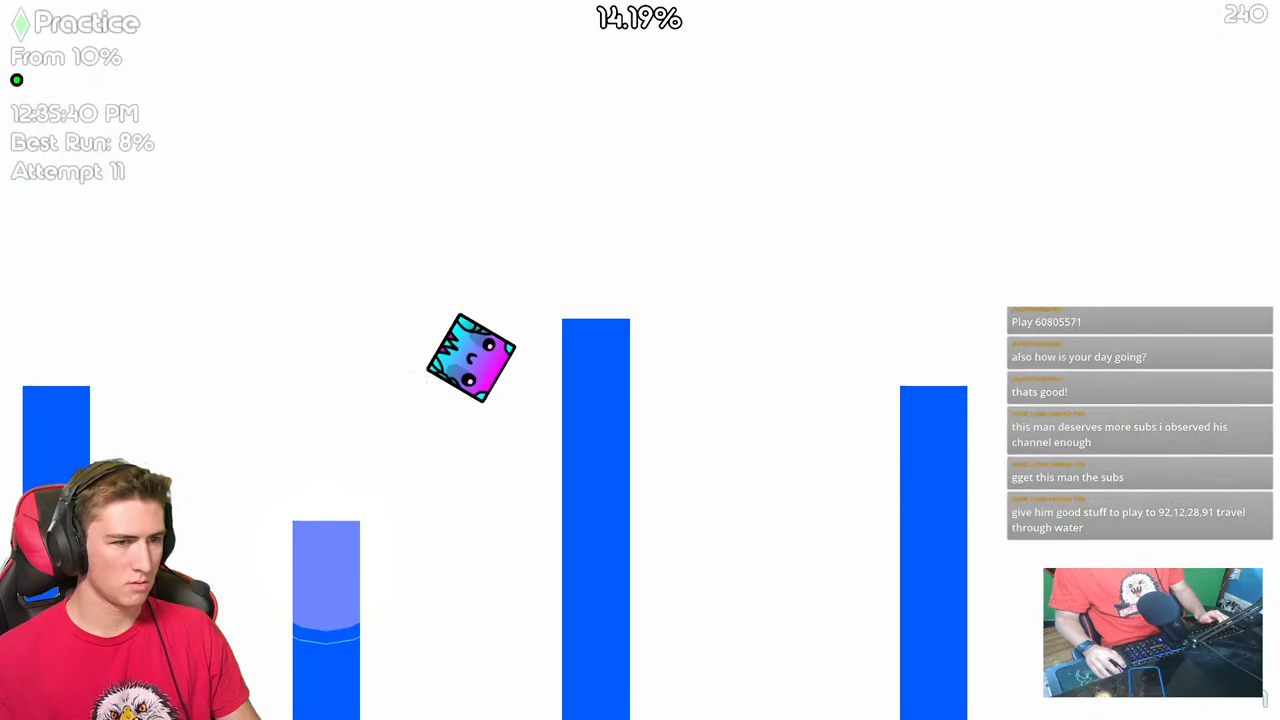 Practice
From 10%
12:35:40 PM
Best Run: 8%
Attempt 11
14.19%
240
Play 60805571
also how is your day going?
thats good!
this man deserves more subs i observed his
channel enough
gget this man the subs
give him good stuff to play to 92,12,28,91 travel
through water
1